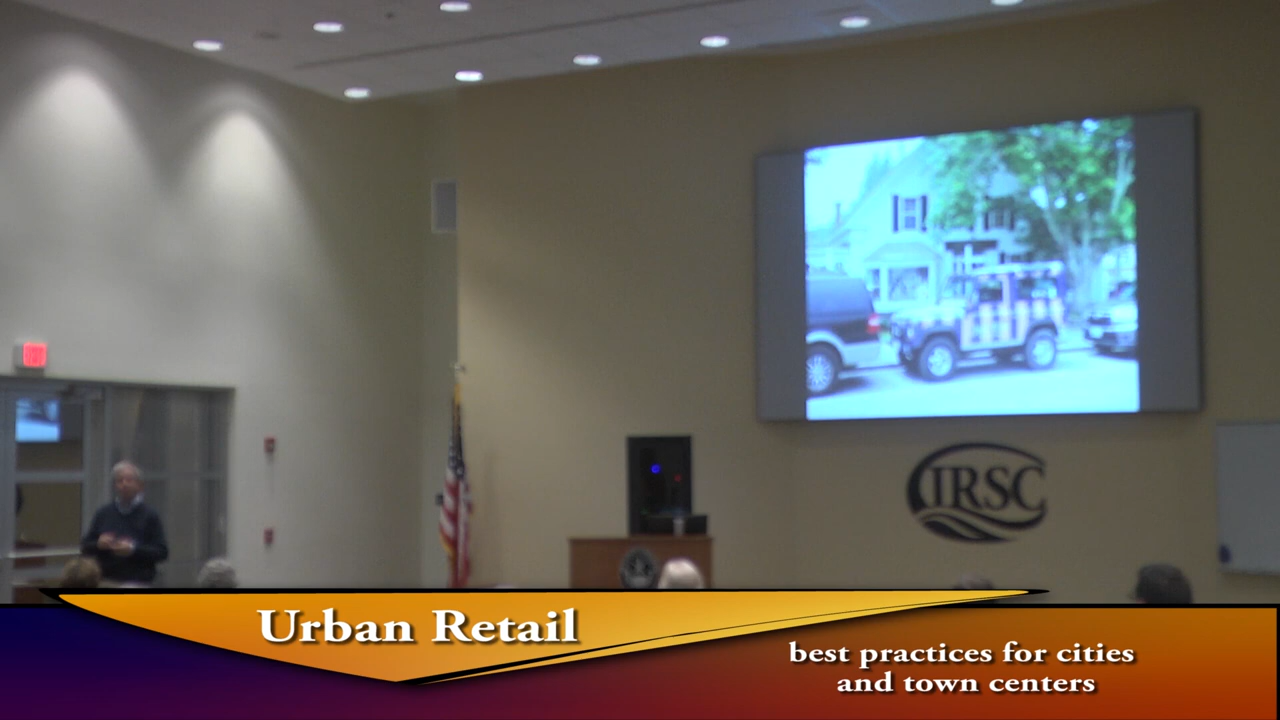 IRSC
Urban Retail
best practices for cities
and town centers